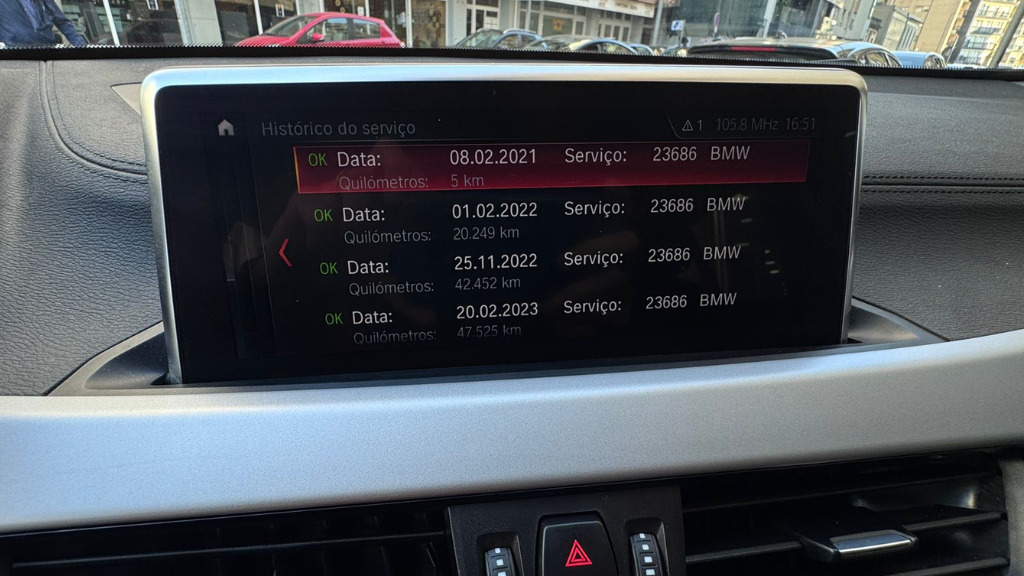 Histórico do serviço 1 105.8 MHz 16:51
OK Data: 08.02.2021 Serviço: 23686 BMW
Quilómetros: 5 km
OK Data: 01.02.2022 Serviço: 23686 BMW
Quilómetros: 20.249 km
OK Data: 25.11.2022 Serviço: 23686 BMW
Quilómetros: 42.452 km
OK Data: 20.02.2023 Serviço: 23686 BMW
Quilómetros: 47.525 km